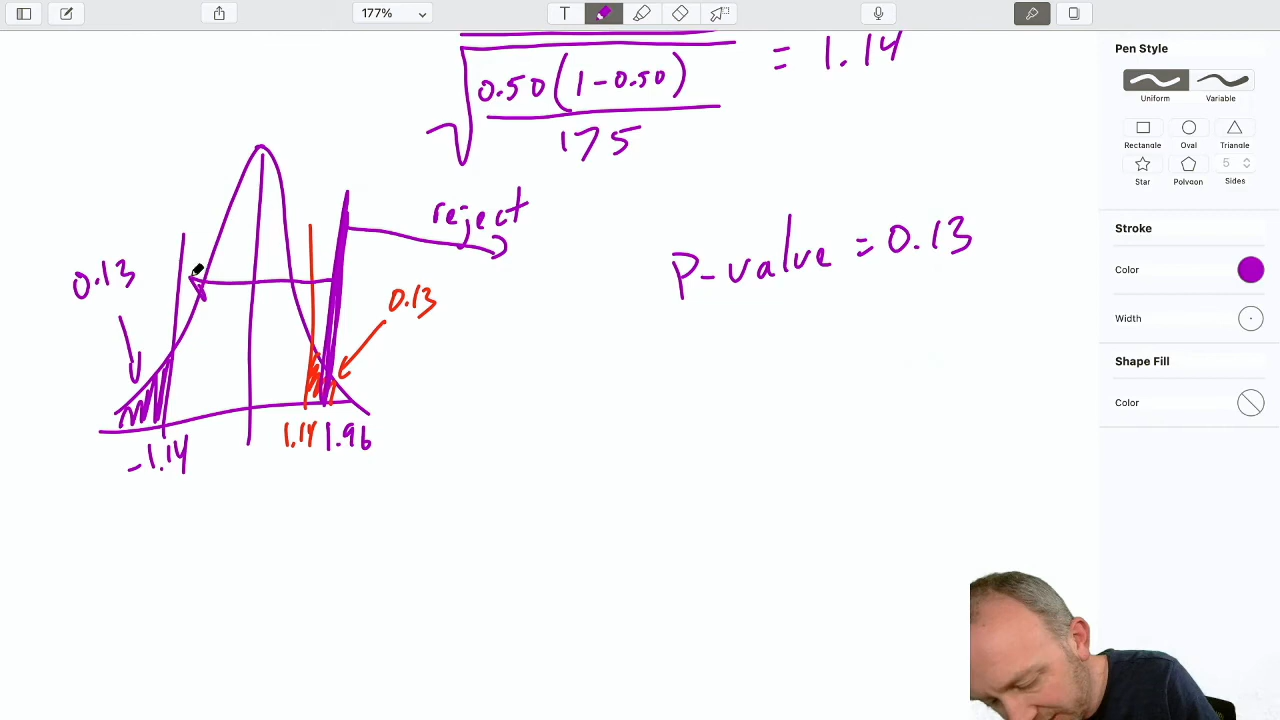 177%
T
= 1.14
0.50(1-0.50)
175
reject
P-value = 0.13
0.13
0.13
-1.14
1.14
1.96
Pen Style
Uniform
Variable
Rectangle
Oval
Triangle
Star
Polygon
5
Sides
Stroke
Color
Width
Shape Fill
Color